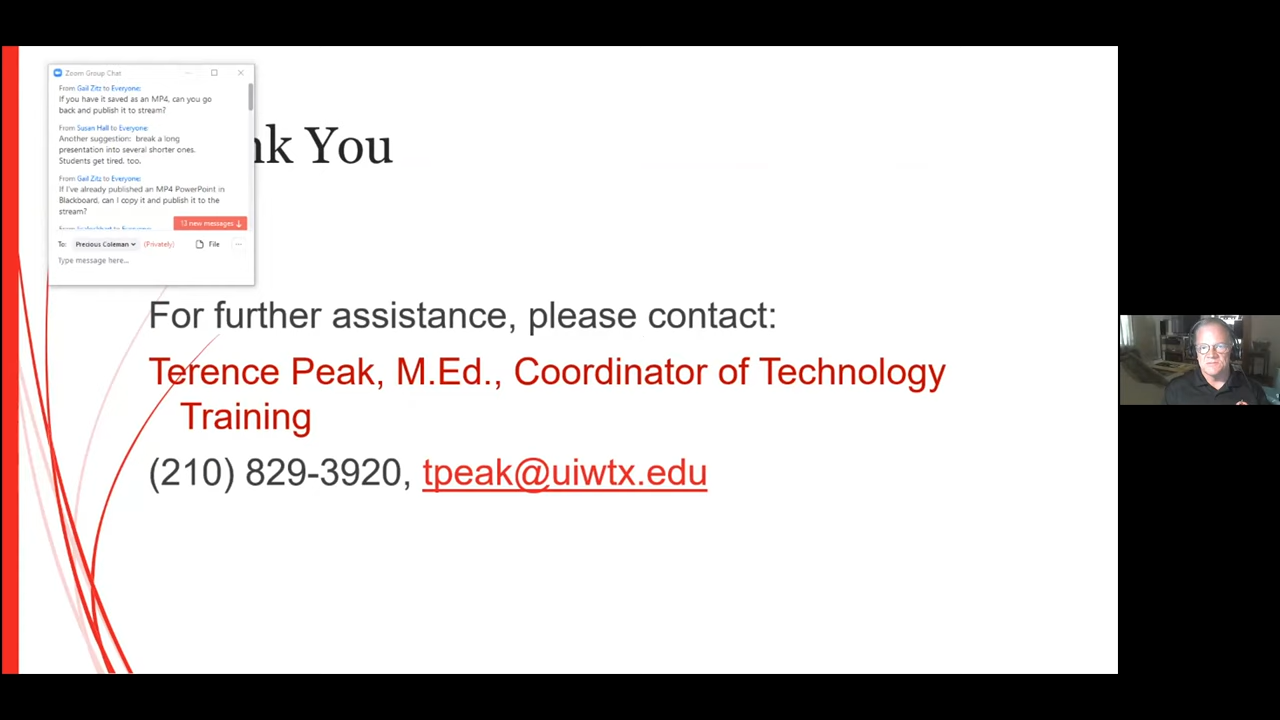 Zoom Group Chat
From Gail Zitz to Everyone:
If you have it saved as an MP4, can you go
back and publish it to stream?
From Susan Hall to Everyone:
Another suggestion: break a long
presentation into several shorter ones.
Students get tired, too.
From Gail Zitz to Everyone:
If I've already published an MP4 PowerPoint in
Blackboard, can I copy it and publish it to the
stream?
13 new messages
To: Precious Coleman (Privately) File
Type message here...
nk You
For further assistance, please contact:
Terence Peak, M.Ed., Coordinator of Technology
Training
(210) 829-3920, tpeak@uiwtx.edu